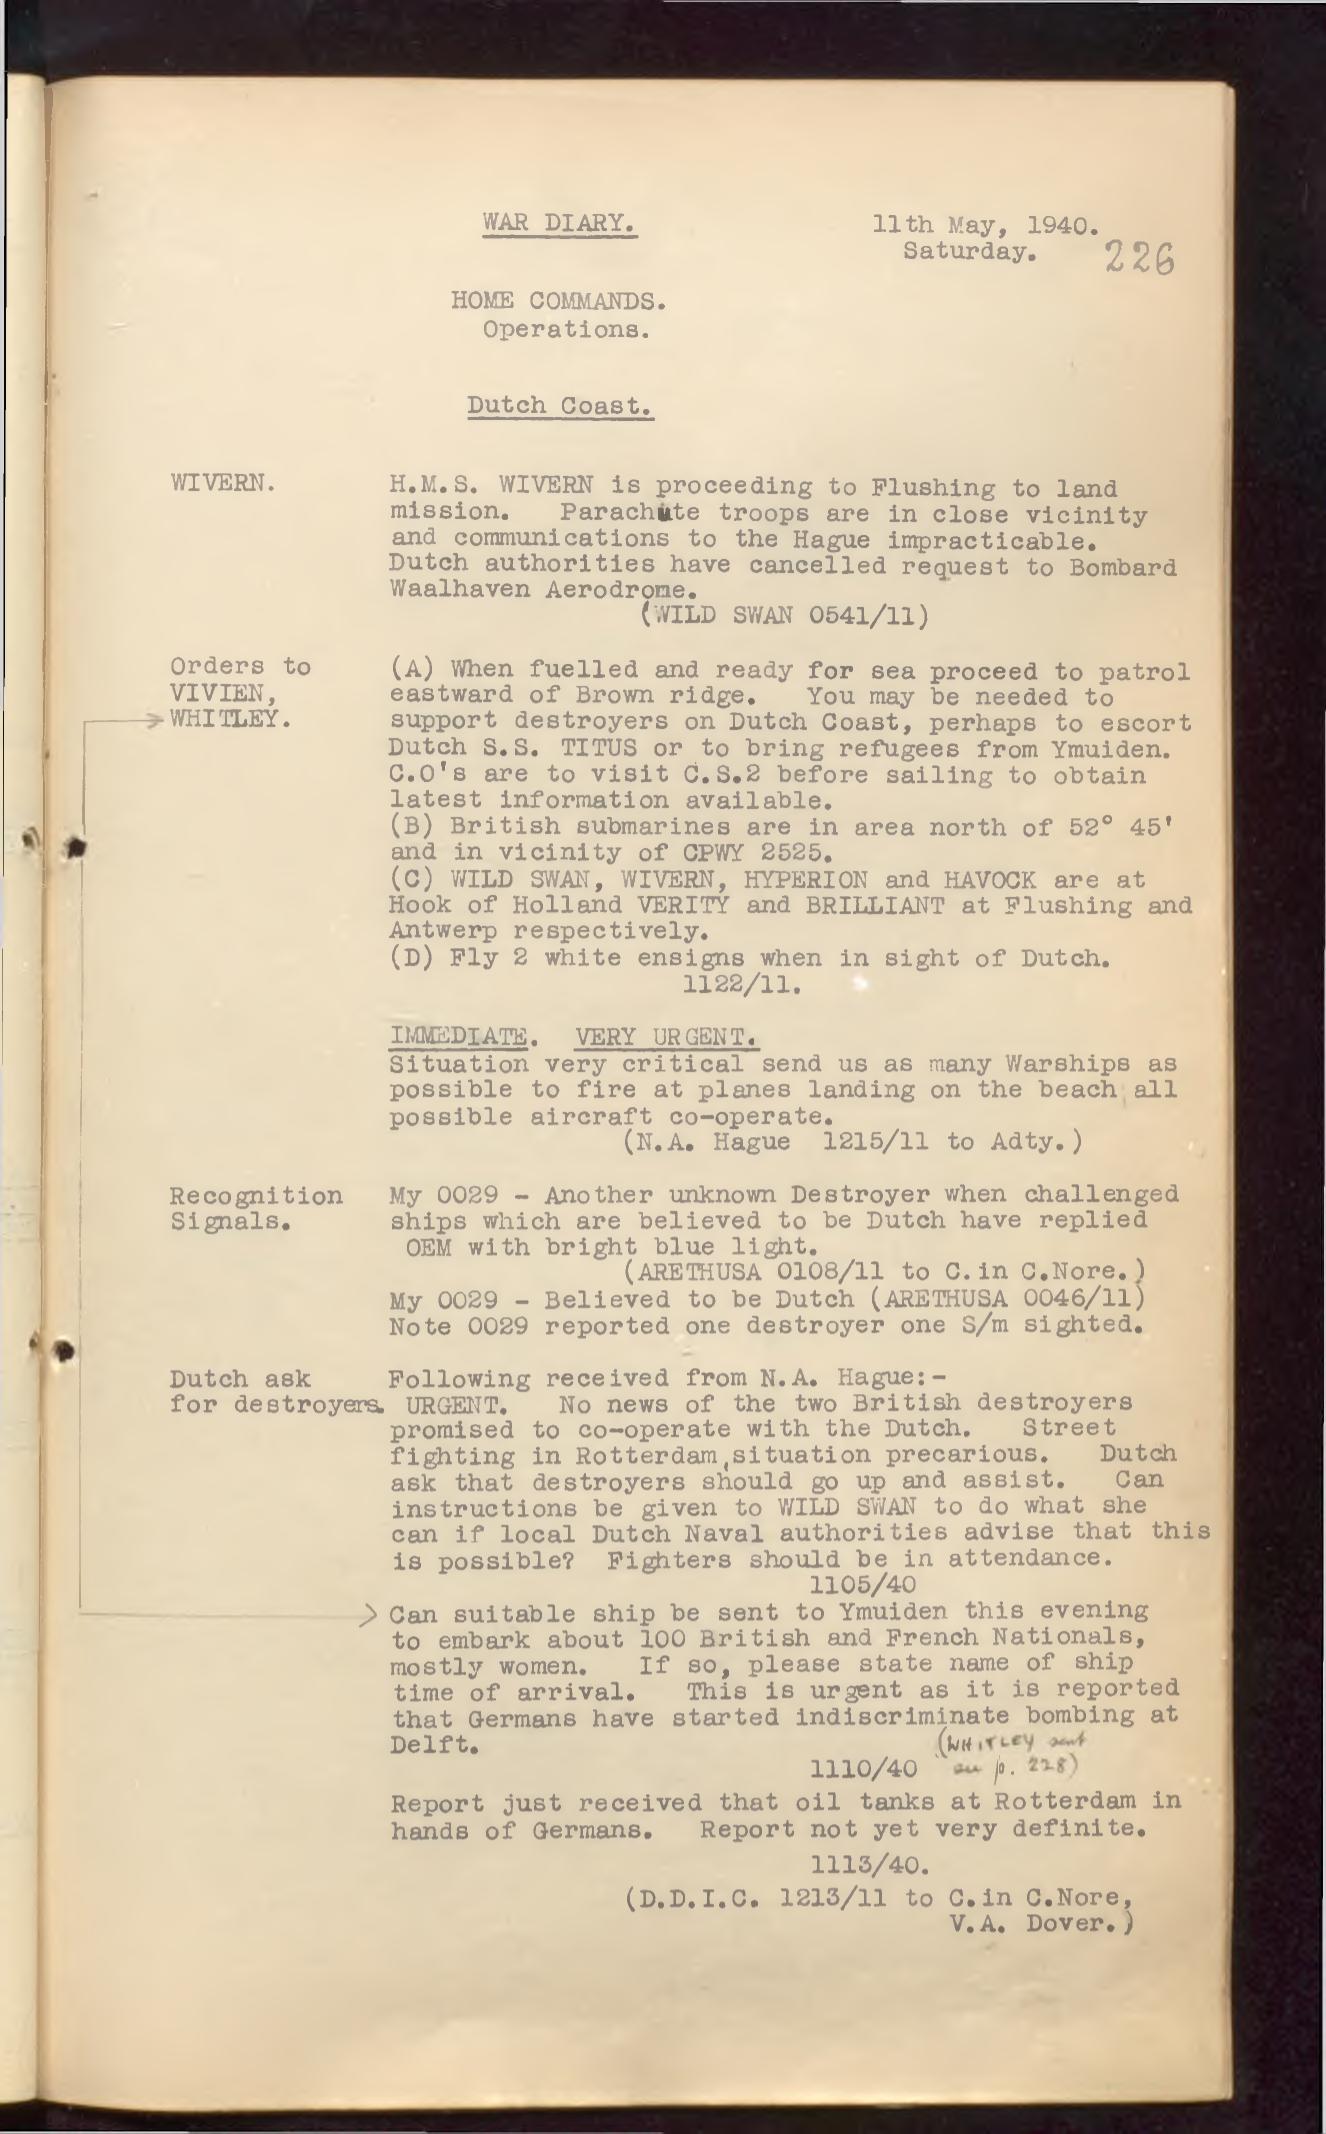 WAR DIARY.
11th May, 1940.
Saturday.
226
HOME COMMANDS.
Operations.
Dutch Coast.
WIVERN.
H.M.S. WIVERN is proceeding to Flushing to land
mission. Parachute troops are in close vicinity
and communications to the Hague impracticable.
Dutch authorities have cancelled request to Bombard
Waalhaven Aerodrome.
(WILD SWAN 0541/11)
Orders to
VIVIEN,
WHITLEY.
(A) When fuelled and ready for sea proceed to patrol
eastward of Brown ridge. You may be needed to
support destroyers on Dutch Coast, perhaps to escort
Dutch S.S. TITUS or to bring refugees from Ymuiden.
C.O's are to visit C.S.2 before sailing to obtain
latest information available.
(B) British submarines are in area north of 52° 45'
and in vicinity of CPWY 2525.
(C) WILD SWAN, WIVERN, HYPERION and HAVOCK are at
Hook of Holland VERITY and BRILLIANT at Flushing and
Antwerp respectively.
(D) Fly 2 white ensigns when in sight of Dutch.
1122/11.
IMMEDIATE. VERY URGENT.
Situation very critical send us as many Warships as
possible to fire at planes landing on the beach all
possible aircraft co-operate.
(N.A. Hague 1215/11 to Adty.)
Recognition
Signals.
My 0029 - Another unknown Destroyer when challenged
ships which are believed to be Dutch have replied
OEM with bright blue light.
(ARETHUSA 0108/11 to C.in C.Nore.)
My 0029 - Believed to be Dutch (ARETHUSA 0046/11)
Note 0029 reported one destroyer one S/m sighted.
Dutch ask
for destroyers.
Following received from N.A. Hague:-
URGENT. No news of the two British destroyers
promised to co-operate with the Dutch. Street
fighting in Rotterdam, situation precarious. Dutch
ask that destroyers should go up and assist. Can
instructions be given to WILD SWAN to do what she
can if local Dutch Naval authorities advise that this
is possible? Fighters should be in attendance.
1105/40
Can suitable ship be sent to Ymuiden this evening
to embark about 100 British and French Nationals,
mostly women. If so, please state name of ship
time of arrival. This is urgent as it is reported
that Germans have started indiscriminate bombing at
Delft.
(WHITLEY sent
1110/40
see p. 228)
Report just received that oil tanks at Rotterdam in
hands of Germans. Report not yet very definite.
1113/40.
(D.D.I.C. 1213/11 to C.in C.Nore,
V.A. Dover.)